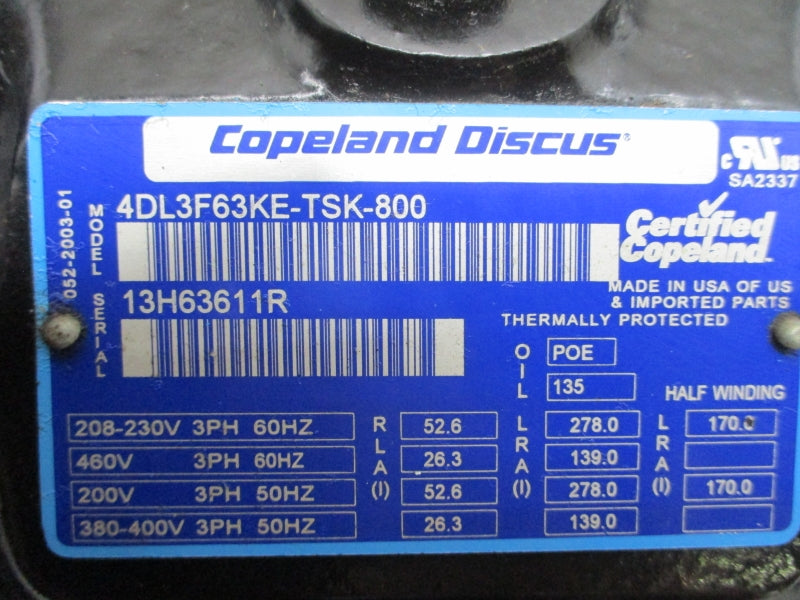 Copeland Discus®
c RU US
SA2337
052-2003-01
MODEL
4DL3F63KE-TSK-800
Certified
Copeland™
SERIAL
13H63611R
MADE IN USA OF US
& IMPORTED PARTS
THERMALLY PROTECTED
OIL
POE
135
HALF WINDING
RLA(I) LRA(I) LRA(I)
208-230V 3PH 60HZ 52.6 278.0 170.0
460V 3PH 60HZ 26.3 139.0
200V 3PH 50HZ 52.6 278.0 170.0
380-400V 3PH 50HZ 26.3 139.0